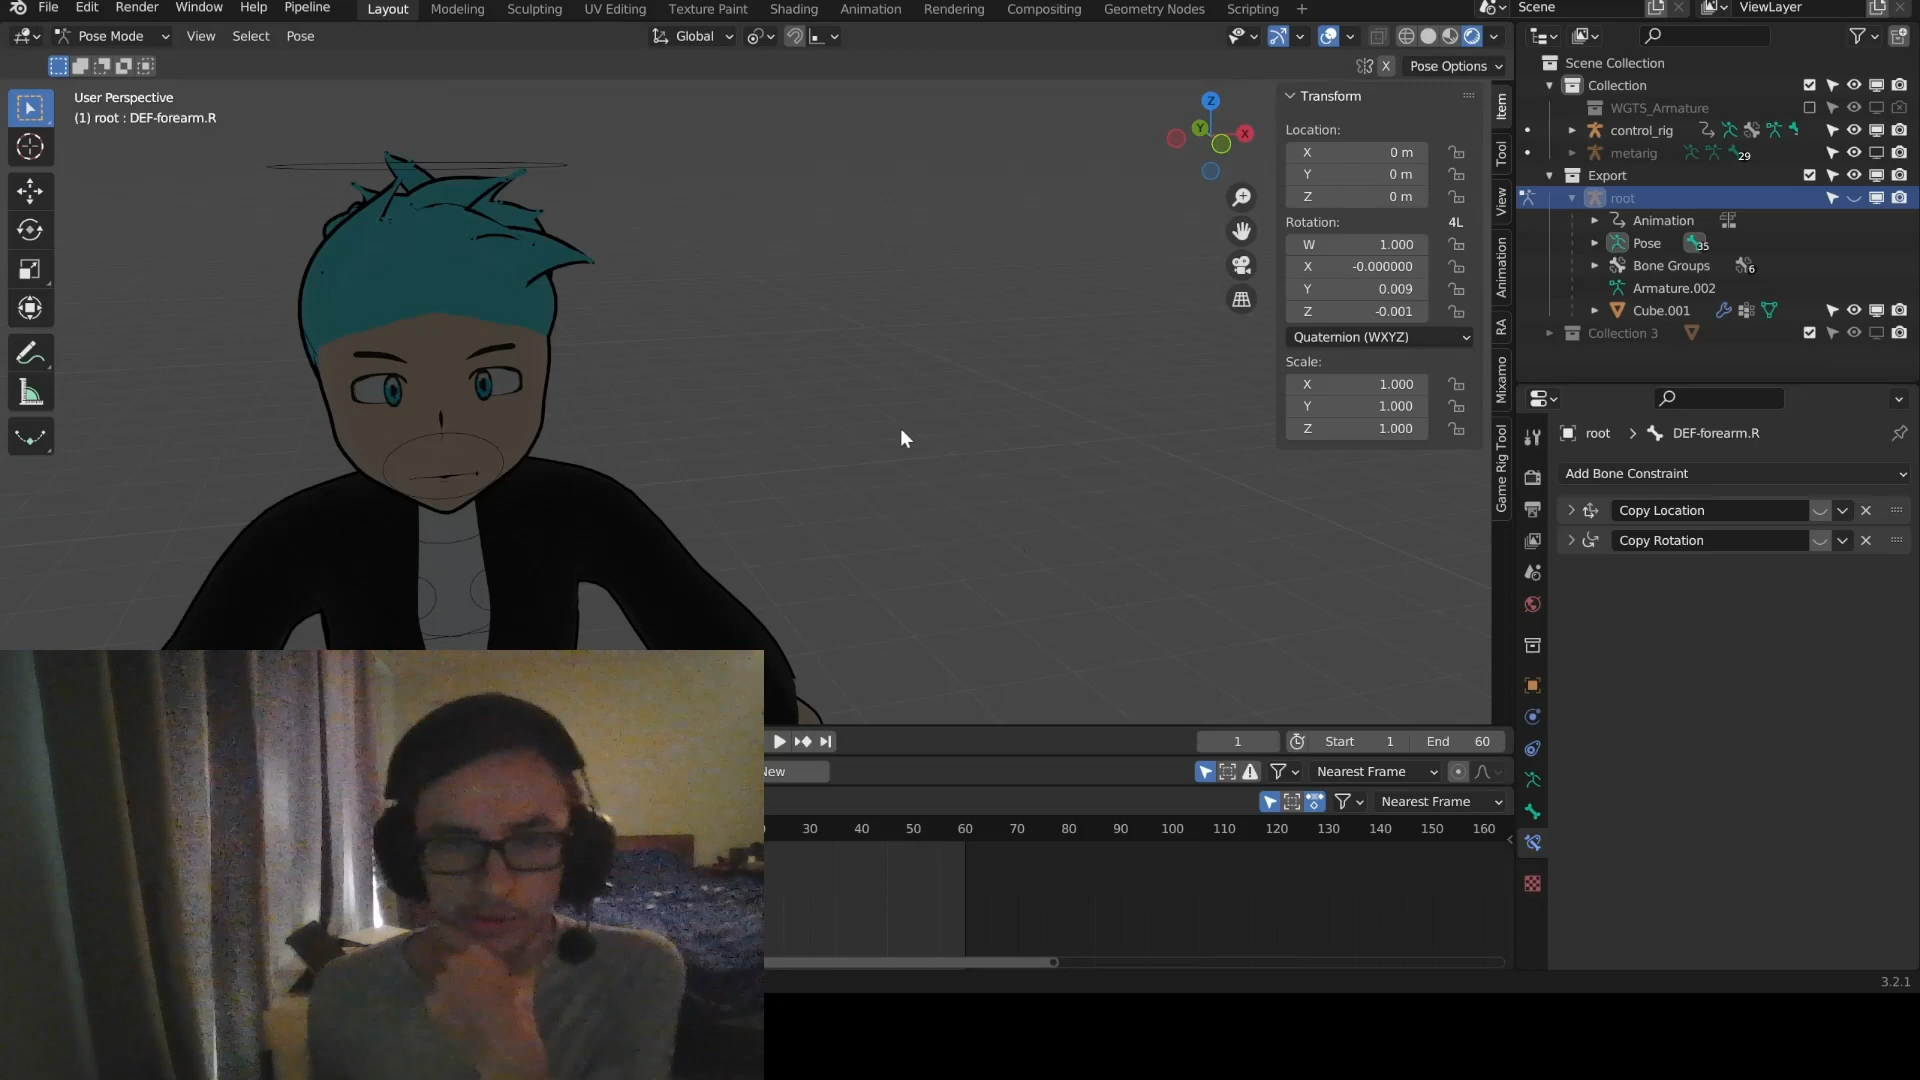 File Edit Render Window Help Pipeline Layout Modeling Sculpting UV Editing Texture Paint Shading Animation Rendering Compositing Geometry Nodes Scripting + Scene ViewLayer
Pose Mode View Select Pose Global
X Pose Options
User Perspective
(1) root : DEF-forearm.R
Z
Y
X
Transform
Location:
X 0 m
Y 0 m
Z 0 m
Rotation: 4L
W 1.000
X -0.000000
Y 0.009
Z -0.001
Quaternion (WXYZ)
Scale:
X 1.000
Y 1.000
Z 1.000
Item
Tool
View
Animation
RA
Mixamo
Game Rig Tool
Scene Collection
Collection
WGTS_Armature
control_rig
metarig 29
Export
root
Animation
Pose 35
Bone Groups 6
Armature.002
Cube.001
Collection 3
root > DEF-forearm.R
Add Bone Constraint
Copy Location
Copy Rotation
1 Start 1 End 60
New Nearest Frame
Nearest Frame
30 40 50 60 70 80 90 100 110 120 130 140 150 160
3.2.1